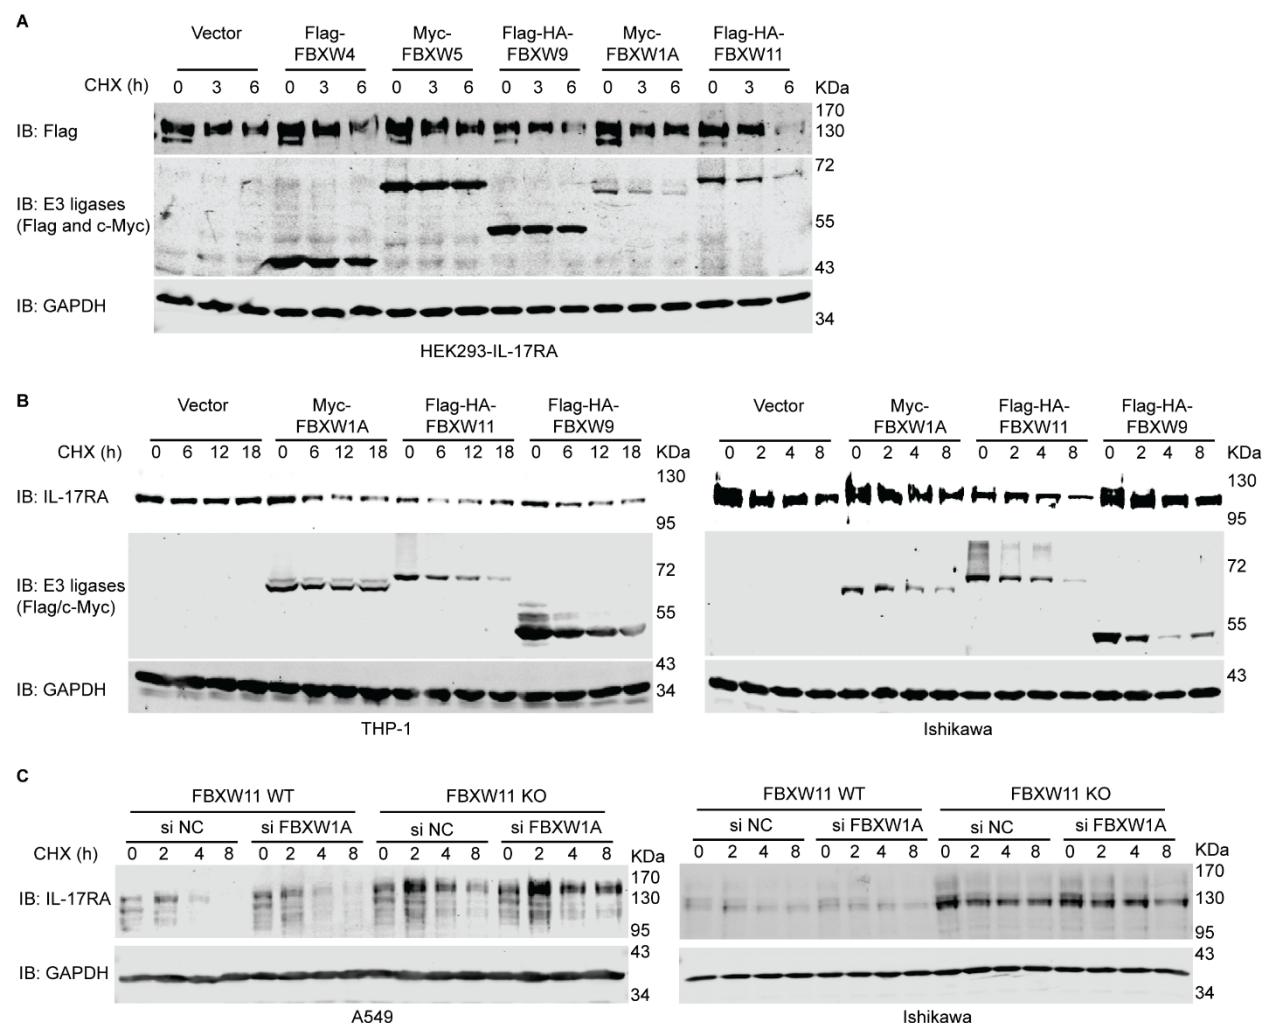 A
Vector Flag- Myc- Flag-HA- Myc- Flag-HA-
FBXW4 FBXW5 FBXW9 FBXW1A FBXW11
CHX (h) 0 3 6 0 3 6 0 3 6 0 3 6 0 3 6 0 3 6 KDa
170
IB: Flag 130
72
IB: E3 ligases
(Flag and c-Myc) 55
43
IB: GAPDH
34
HEK293-IL-17RA
B
Vector Myc- Flag-HA- Flag-HA- Vector Myc- Flag-HA- Flag-HA-
FBXW1A FBXW11 FBXW9 FBXW1A FBXW11 FBXW9
CHX (h) 0 6 12 18 0 6 12 18 0 6 12 18 0 6 12 18 KDa 0 2 4 8 0 2 4 8 0 2 4 8 0 2 4 8 KDa
130 130
IB: IL-17RA
95 95
72 72
IB: E3 ligases
(Flag/c-Myc) 55 55
43 43
IB: GAPDH 34
THP-1 Ishikawa
C
FBXW11 WT FBXW11 KO FBXW11 WT FBXW11 KO
si NC si FBXW1A si NC si FBXW1A si NC si FBXW1A si NC si FBXW1A
CHX (h) 0 2 4 8 0 2 4 8 0 2 4 8 0 2 4 8 KDa 0 2 4 8 0 2 4 8 0 2 4 8 0 2 4 8 KDa
170 170
IB: IL-17RA 130 130
95 95
43 43
IB: GAPDH
34 34
A549 Ishikawa